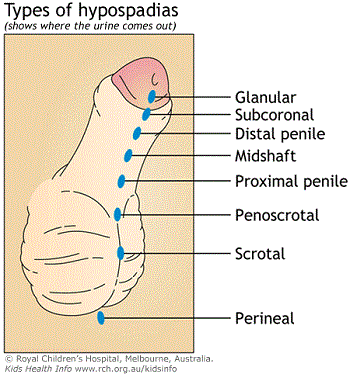 Types of hypospadias
(shows where the urine comes out)
Glanular
Subcoronal
Distal penile
Midshaft
Proximal penile
Penoscrotal
Scrotal
Perineal
© Royal Children's Hospital, Melbourne, Australia.
Kids Health Info www.rch.org.au/kidsinfo